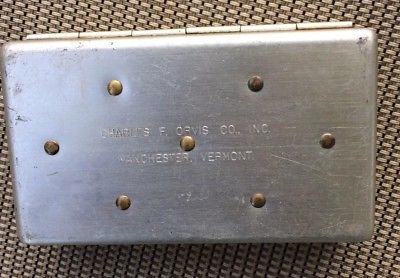 CHARLES F. ORVIS CO., INC.
MANCHESTER, VERMONT